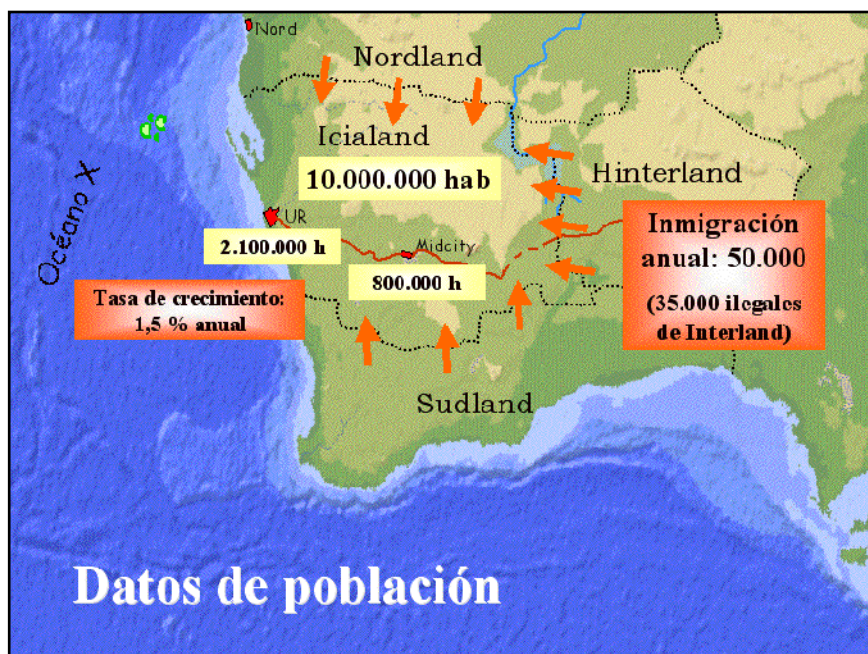 Nord
Nordland
Icialand
10.000.000 hab
Hinterland
Océano X
UR
2.100.000 h
Midcity
800.000 h
Inmigración
anual: 50.000
(35.000 ilegales
de Interland)
Tasa de crecimiento:
1,5 % anual
Sudland
Datos de población